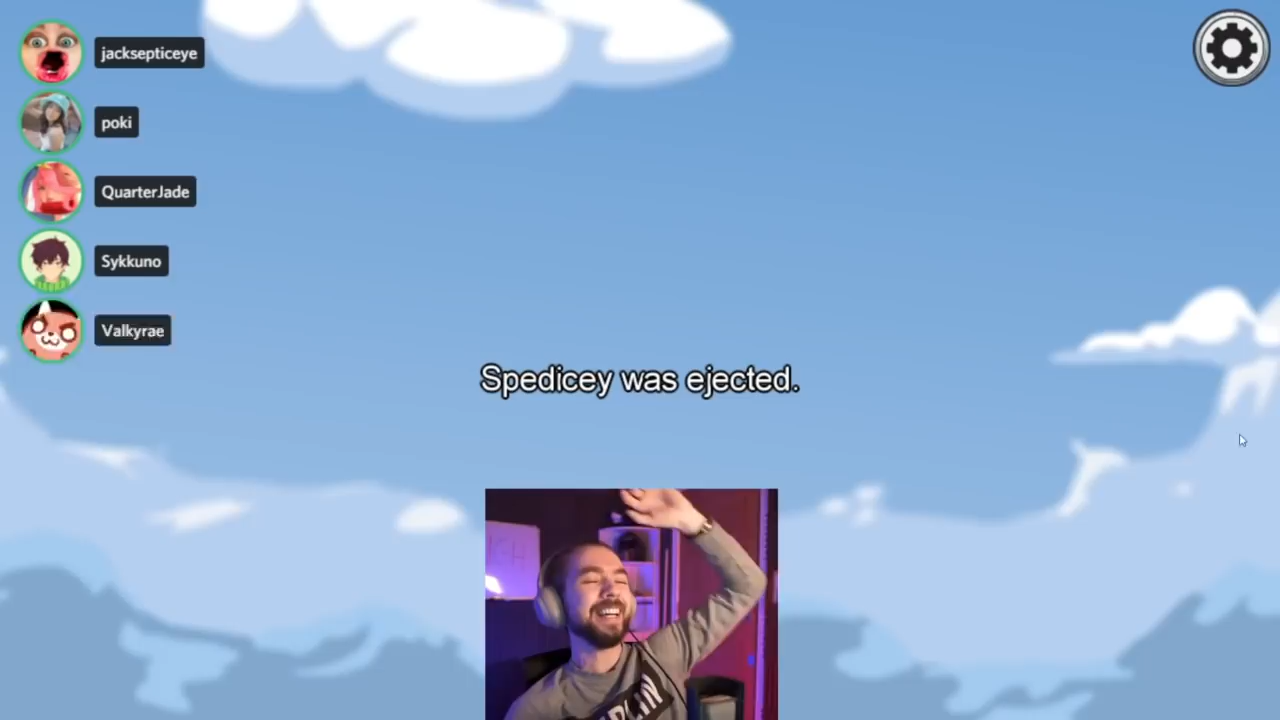 jacksepticeye
poki
QuarterJade
Sykkuno
Valkyrae
Spedicey was ejected.